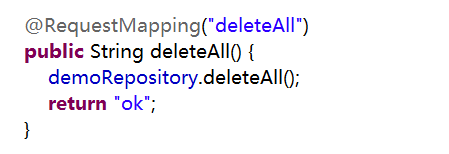 @RequestMapping("deleteAll")
public String deleteAll() {
demoRepository.deleteAll();
return "ok";
}